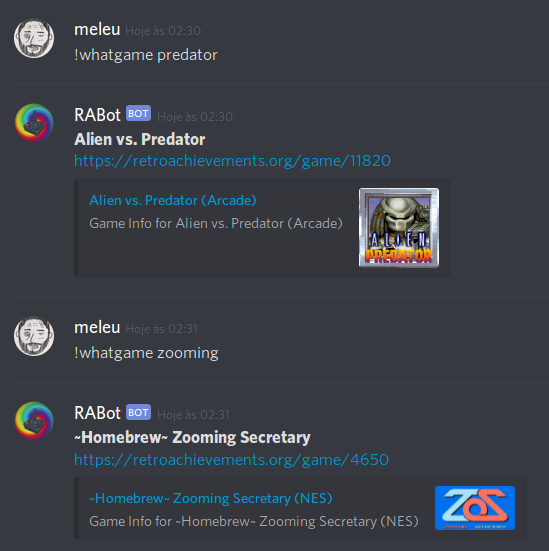 meleu Hoje às 02:30
!whatgame predator
RABot BOT Hoje às 02:30
Alien vs. Predator
https://retroachievements.org/game/11820
Alien vs. Predator (Arcade)
Game Info for Alien vs. Predator (Arcade)
ALIEN
PREDATOR
meleu Hoje às 02:31
!whatgame zooming
RABot BOT Hoje às 02:31
~Homebrew~ Zooming Secretary
https://retroachievements.org/game/4650
~Homebrew~ Zooming Secretary (NES)
Game Info for ~Homebrew~ Zooming Secretary (NES)